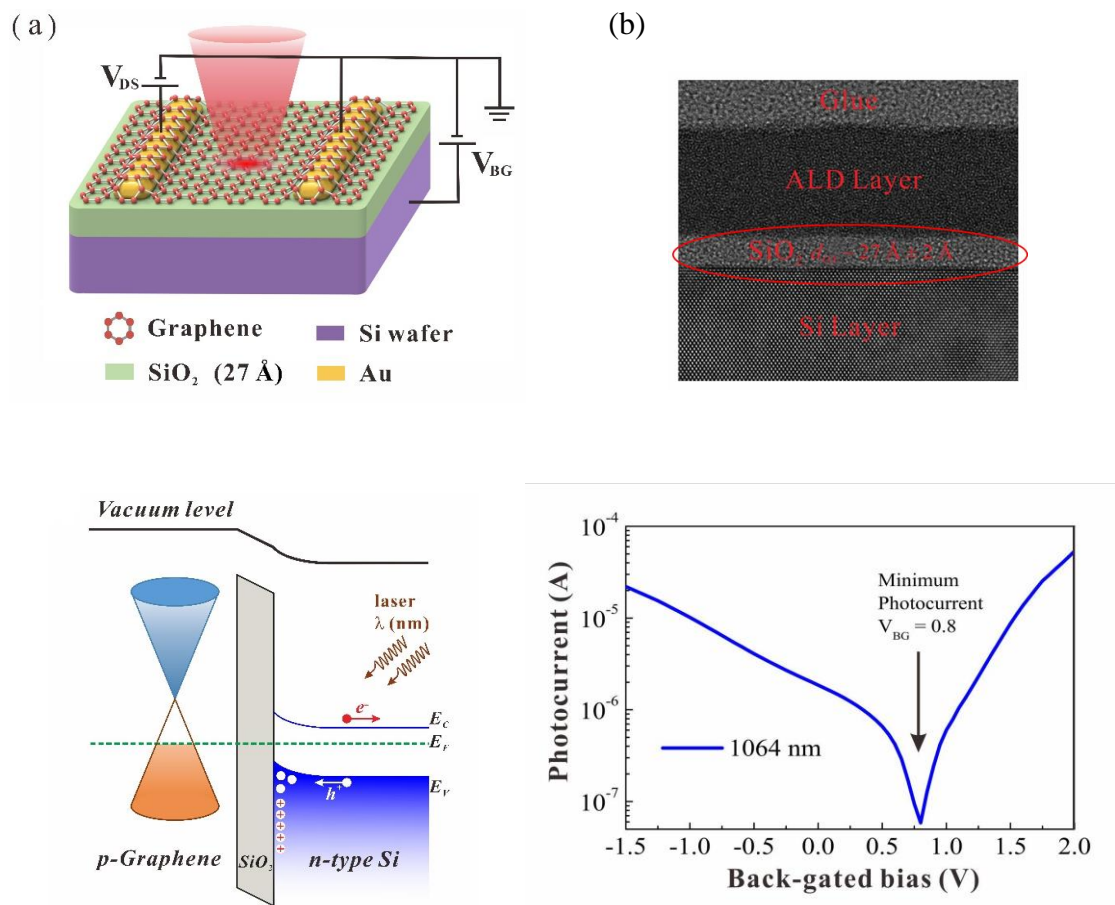 (a)
V_DS
V_BG
Graphene
Si wafer
SiO₂ (27 Å)
Au
(b)
Glue
ALD Layer
SiO₂ d_ox ~ 27 Å ± 2 Å
Si Layer
Vacuum level
laser
λ (nm)
e⁻
E_C
E_F
E_V
h⁺
p-Graphene
SiO₂
n-type Si
Photocurrent (A)
10⁻⁴
10⁻⁵
10⁻⁶
10⁻⁷
Minimum
Photocurrent
V_BG = 0.8
1064 nm
-1.5 -1.0 -0.5 0.0 0.5 1.0 1.5 2.0
Back-gated bias (V)